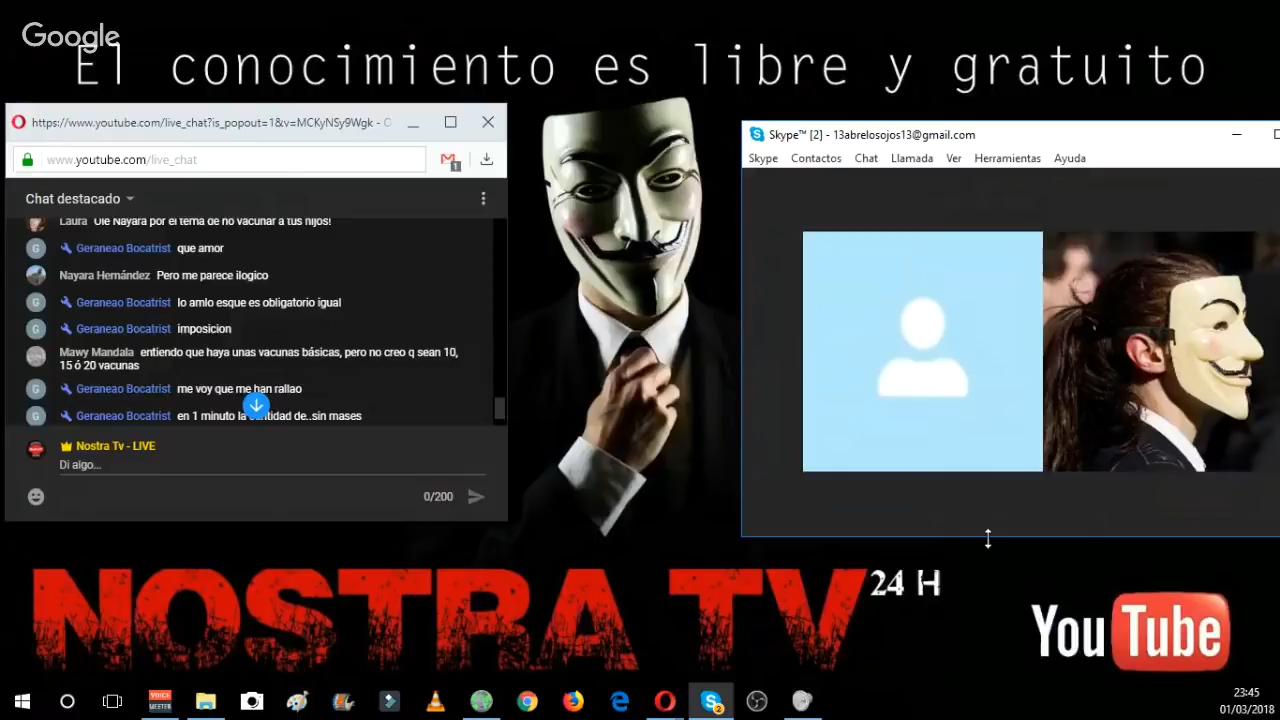 Google
El conocimiento es libre y gratuito
https://www.youtube.com/live_chat?is_popout=1&v=MCKyNSy9Wgk - O
www.youtube.com/live_chat
1
Chat destacado
Laura Ole Nayara por el tema de no vacunar a tus hijos!
G Geraneao Bocatrist que amor
Nayara Hernández Pero me parece ilogico
G Geraneao Bocatrist lo amlo esque es obligatorio igual
G Geraneao Bocatrist imposicion
Mawy Mandala entiendo que haya unas vacunas básicas, pero no creo q sean 10,
15 ó 20 vacunas
G Geraneao Bocatrist me voy que me han rallao
G Geraneao Bocatrist en 1 minuto la de..sin mases
Nostra Tv - LIVE
Di algo...
0/200
Skype™ [2] - 13abrelosojos13@gmail.com
Skype Contactos Chat Llamada Ver Herramientas Ayuda
NOSTRA TV 24 H
YouTube
VOICE
MEETER
2
23:45
01/03/2018